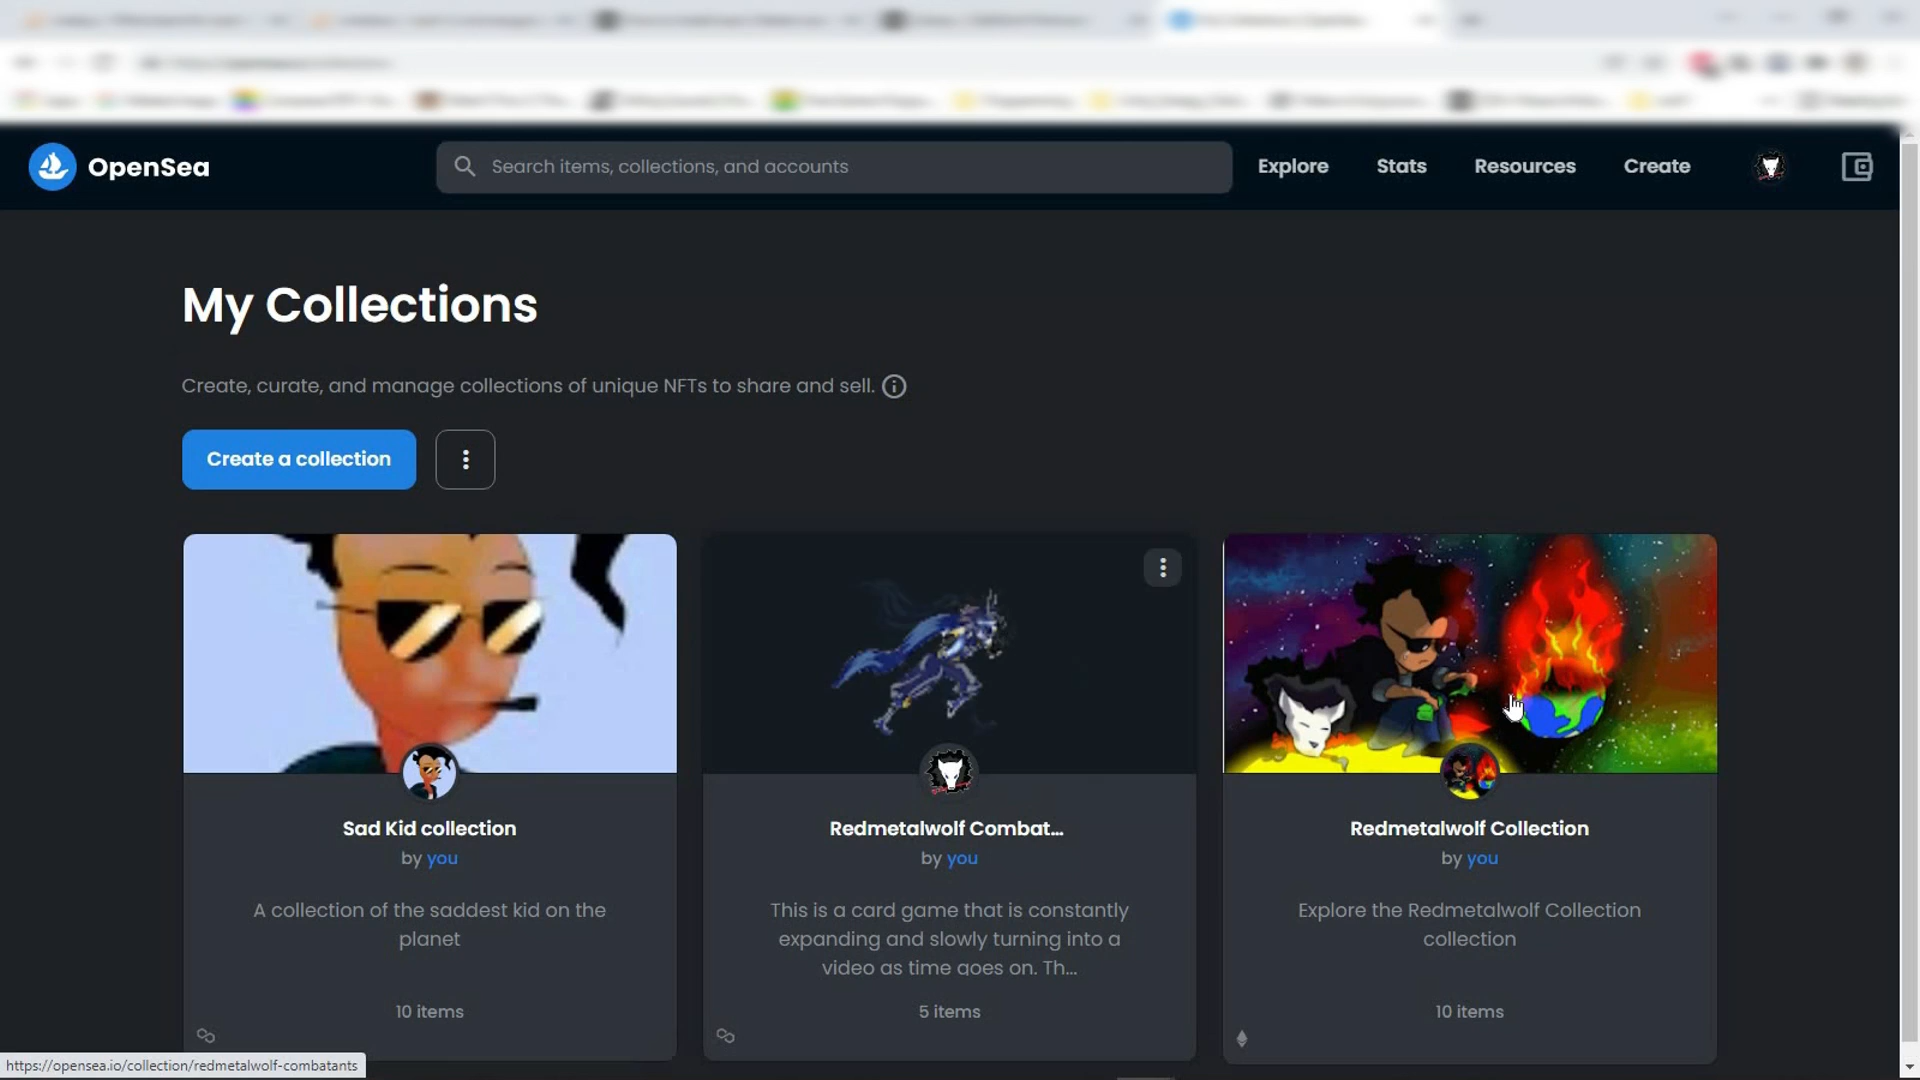 OpenSea
Search items, collections, and accounts
Explore
Stats
Resources
Create
My Collections
Create, curate, and manage collections of unique NFTs to share and sell.
Create a collection
Sad Kid collection
by you
A collection of the saddest kid on the
planet
10 items
Redmetalwolf Combat...
by you
This is a card game that is constantly
expanding and slowly turning into a
video as time goes on. Th...
5 items
Redmetalwolf Collection
by you
Explore the Redmetalwolf Collection
collection
10 items
https://opensea.io/collection/redmetalwolf-combatants